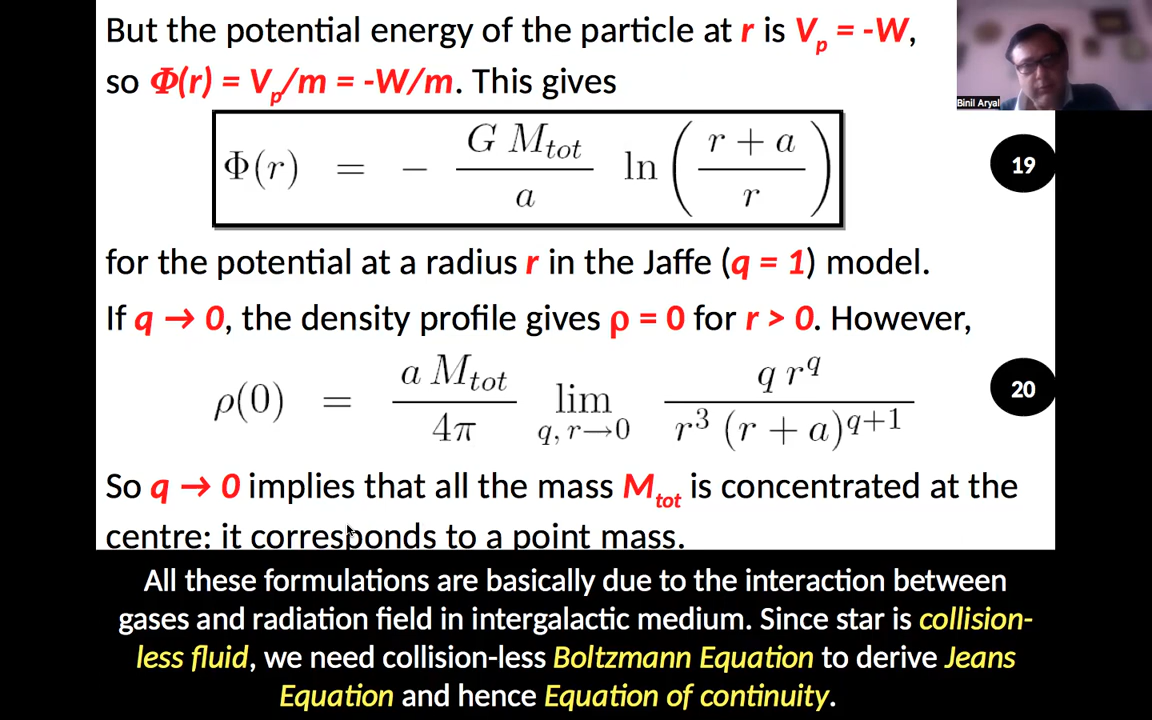 But the potential energy of the particle at r is Vₚ = -W,
so Φ(r) = Vₚ/m = -W/m. This gives
Binil Aryal
Φ(r) = − G M_tot / a ln ( r + a / r )
19
for the potential at a radius r in the Jaffe (q = 1) model.
If q → 0, the density profile gives ρ = 0 for r > 0. However,
ρ(0) = a M_tot / 4π lim q, r→0 q r^q / r³ (r + a)^q+1
20
So q → 0 implies that all the mass M_tot is concentrated at the
centre: it corresponds to a point mass.
All these formulations are basically due to the interaction between
gases and radiation field in intergalactic medium. Since star is collision-
less fluid, we need collision-less Boltzmann Equation to derive Jeans
Equation and hence Equation of continuity.